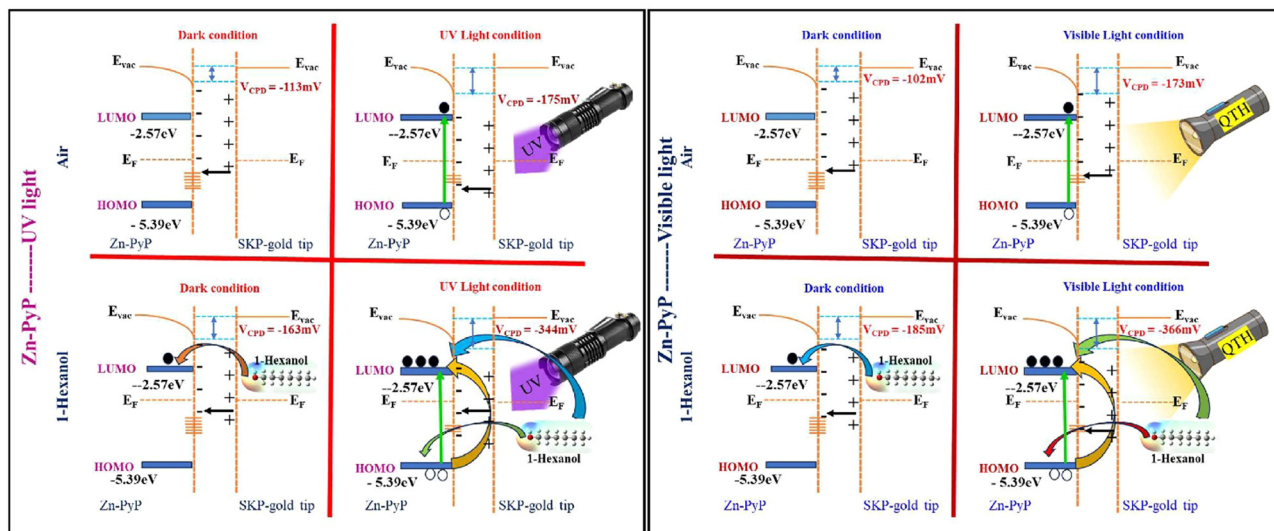 Zn-PyP -------UV light
Air
1-Hexanol
Dark condition
E_vac
V_CPD = -113mV
LUMO
-2.57eV
E_F
HOMO
- 5.39eV
Zn-PyP
SKP-gold tip
UV Light condition
E_vac
E_vac
V_CPD = -175mV
LUMO
--2.57eV
UV
E_F
E_F
HOMO
- 5.39eV
Zn-PyP
SKP-gold tip
Dark condition
E_vac
E_vac
V_CPD = -163mV
1-Hexanol
LUMO
--2.57eV
E_F
E_F
HOMO
-5.39eV
Zn-PyP
SKP-gold tip
UV Light condition
E_vac
E_vac
V_CPD = -344mV
LUMO
--2.57eV
UV
E_F
E_F
1-Hexanol
HOMO
- 5.39eV
Zn-PyP
SKP-gold tip
Zn-PyP -------Visible light
Air
1-Hexanol
Dark condition
E_vac
E_vac
V_CPD = -102mV
LUMO
-2.57eV
E_F
E_F
HOMO
- 5.39eV
Zn-PyP
SKP-gold tip
Visible Light condition
E_vac
E_vac
V_CPD = -173mV
QTH
LUMO
--2.57eV
E_F
E_F
HOMO
- 5.39eV
Zn-PyP
SKP-gold tip
Dark condition
E_vac
E_vac
V_CPD = -185mV
1-Hexanol
LUMO
--2.57eV
E_F
E_F
HOMO
-5.39eV
Zn-PyP
SKP-gold tip
Visible Light condition
E_vac
E_vac
V_CPD = -366mV
QTH
LUMO
--2.57eV
E_F
E_F
1-Hexanol
HOMO
- 5.39eV
Zn-PyP
SKP-gold tip